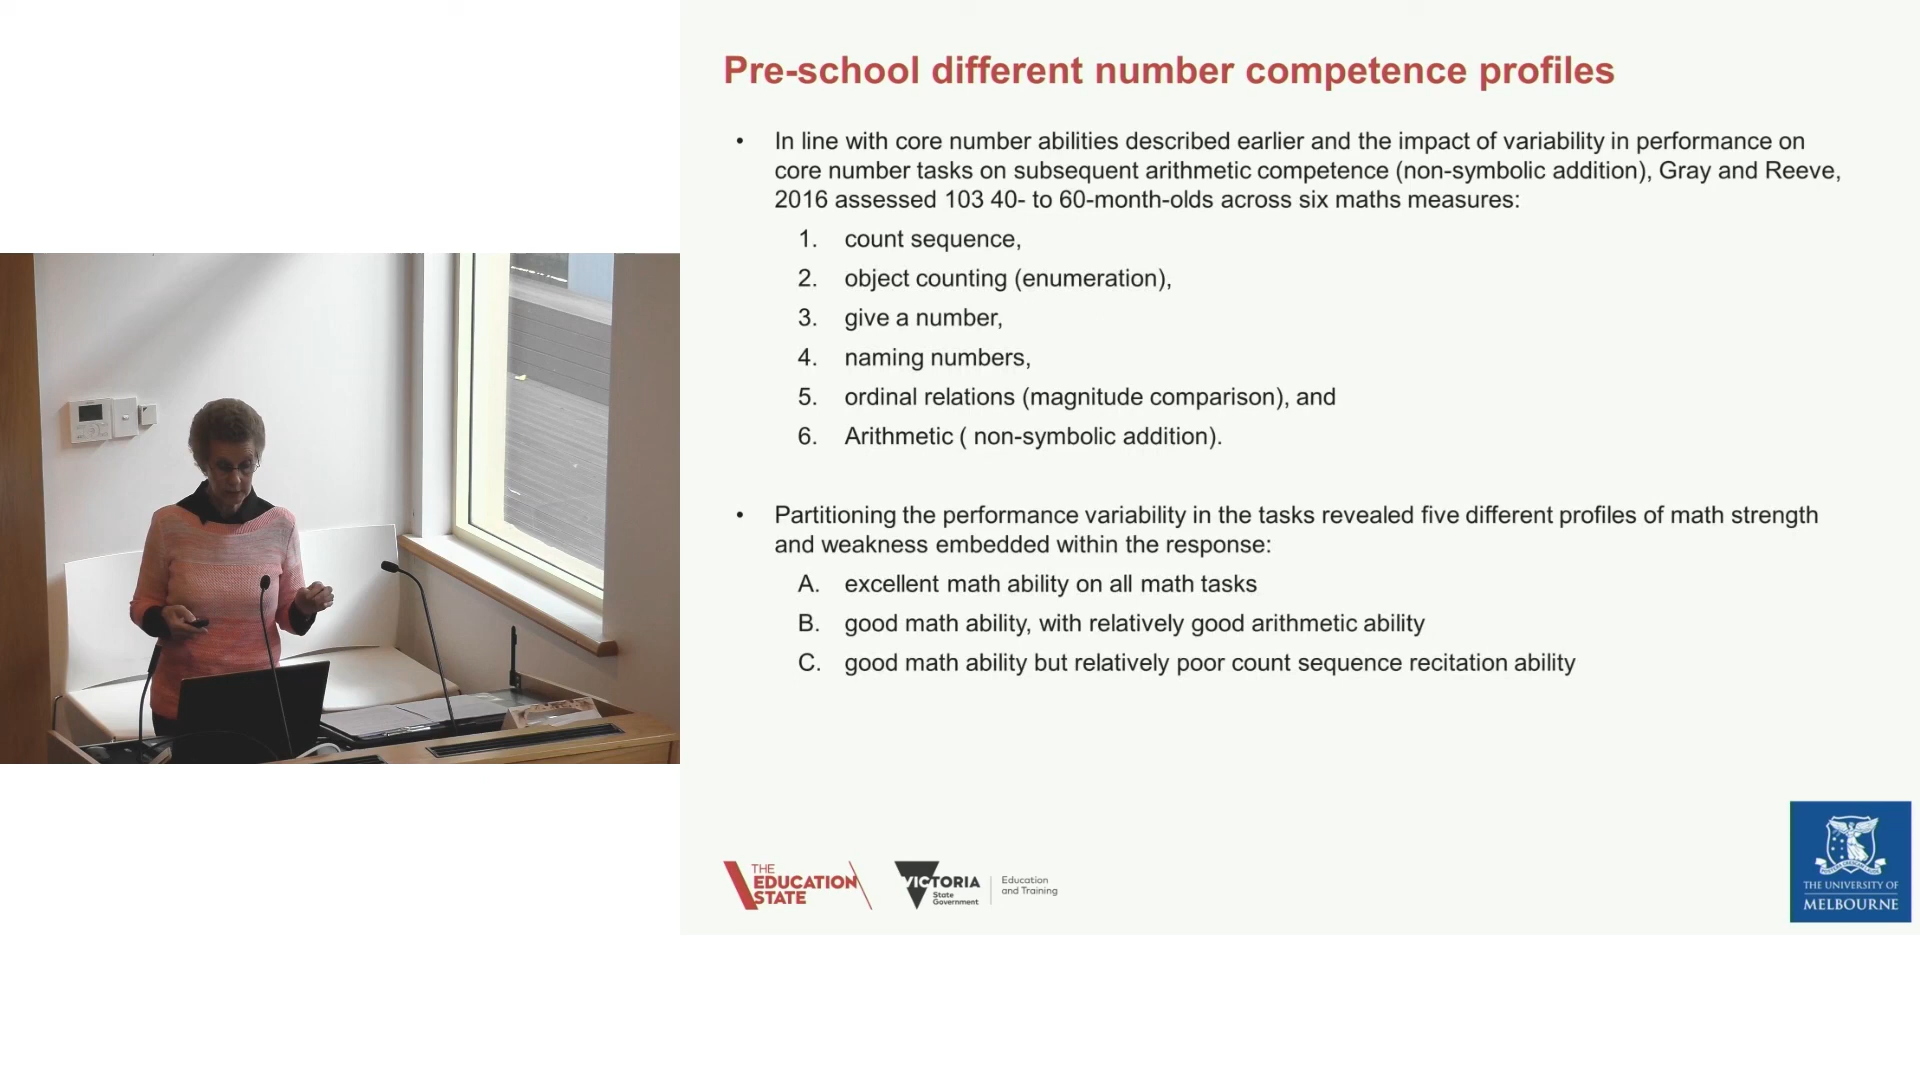 Pre-school different number competence profiles
• In line with core number abilities described earlier and the impact of variability in performance on
core number tasks on subsequent arithmetic competence (non-symbolic addition), Gray and Reeve,
2016 assessed 103 40- to 60-month-olds across six maths measures:
1. count sequence,
2. object counting (enumeration),
3. give a number,
4. naming numbers,
5. ordinal relations (magnitude comparison), and
6. Arithmetic ( non-symbolic addition).
• Partitioning the performance variability in the tasks revealed five different profiles of math strength
and weakness embedded within the response:
A. excellent math ability on all math tasks
B. good math ability, with relatively good arithmetic ability
C. good math ability but relatively poor count sequence recitation ability
THE
EDUCATION
STATE
VICTORIA
State
Government
Education
and Training
THE UNIVERSITY OF
MELBOURNE